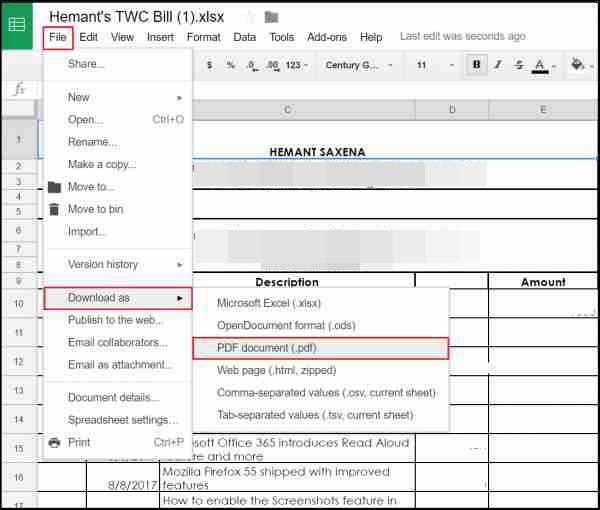 Hemant's TWC Bill (1).xlsx
File Edit View Insert Format Data Tools Add-ons Help Last edit was seconds ago
Share... $ % .0 .00 123 Century G... 11 B I S A
fx
C D E
New
Open... Ctrl+O
1 HEMANT SAXENA
Rename...
Make a copy... 2
Move to... 3
4
Move to bin 5
Import... 6
7
Version history 8
9 Description Amount
Download as 10 Microsoft Excel (.xlsx)
Publish to the web... OpenDocument format (.ods)
Email collaborators... 11 PDF document (.pdf)
Email as attachment... 12 Web page (.html, zipped)
Document details... Comma-separated values (.csv, current sheet)
Spreadsheet settings... Tab-separated values (.tsv, current sheet)
Print Ctrl+P osoft Office 365 introduces Read Aloud
15 re and more
16 8/8/2017 Mozilla Firefox 55 shipped with improved
features
17 How to enable the Screenshots feature in